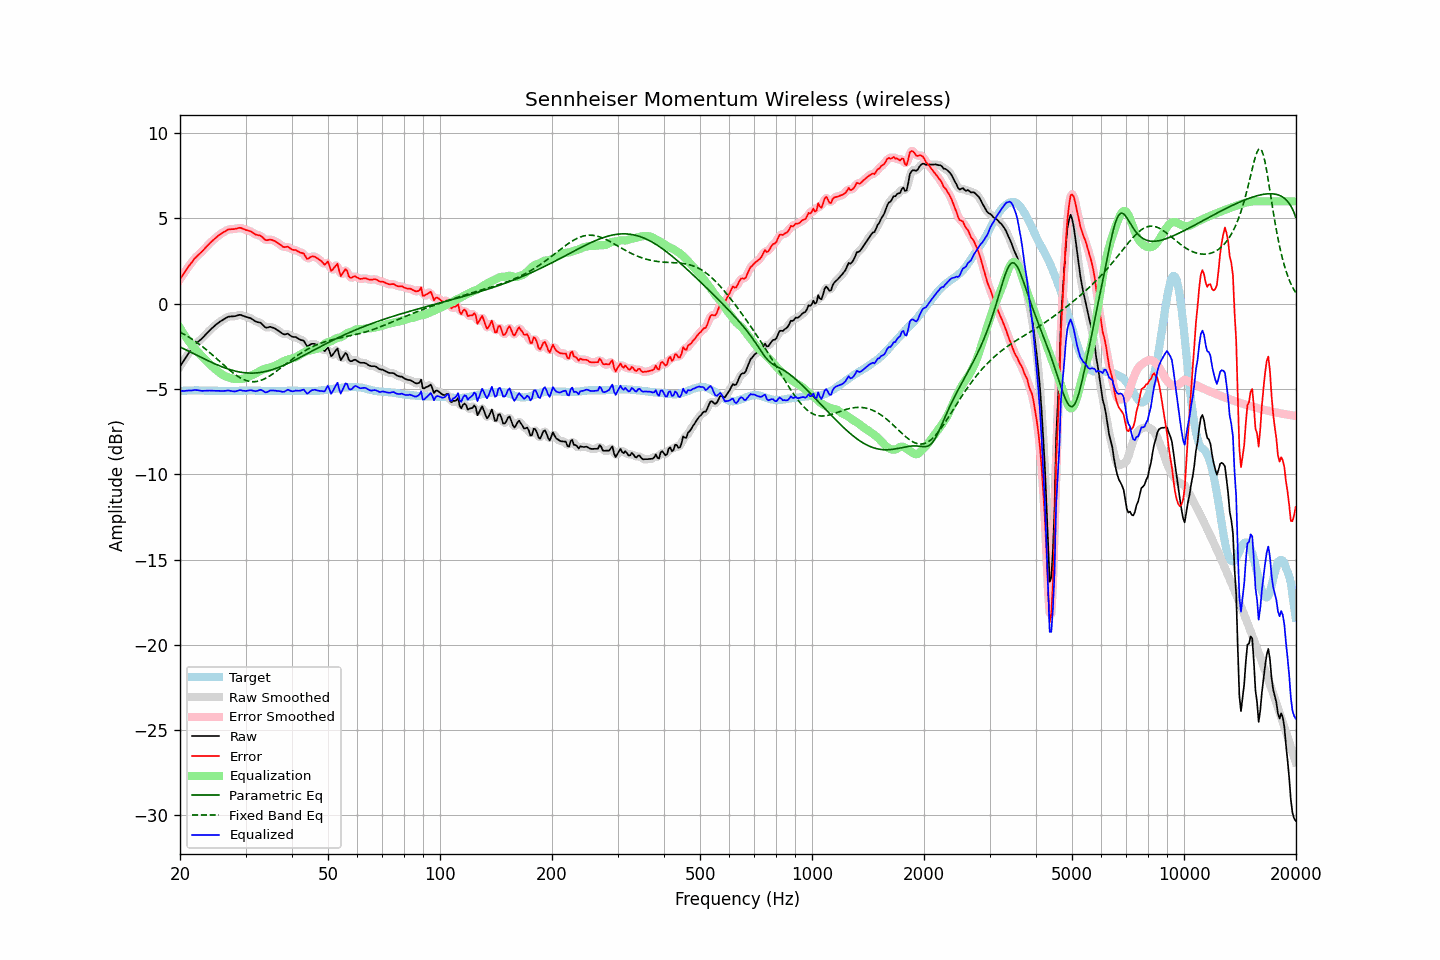 Sennheiser Momentum Wireless (wireless)
10
5
0
−5
−10
−15
−20
−25
−30
Amplitude (dBr)
Target
Raw Smoothed
Error Smoothed
Raw
Error
Equalization
Parametric Eq
Fixed Band Eq
Equalized
20 50 100 200 500 1000 2000 5000 10000 20000
Frequency (Hz)